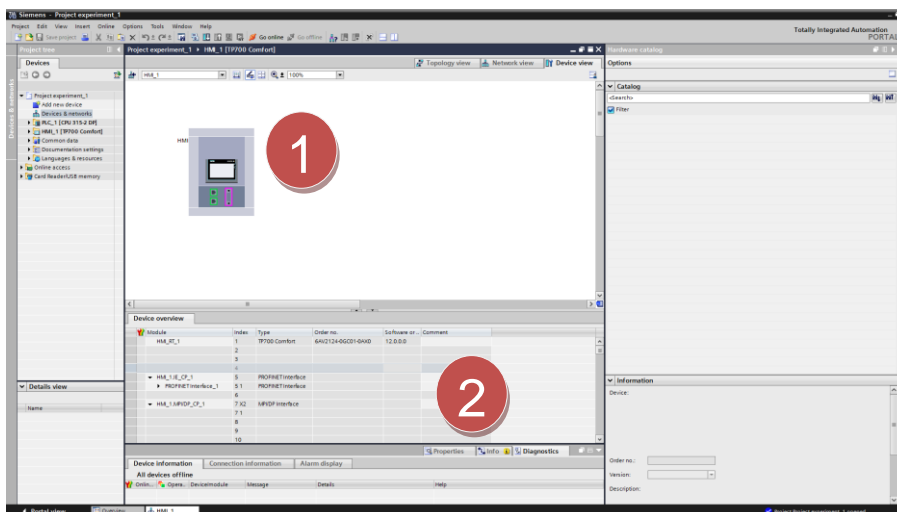 Siemens - Project experiment_1
Project Edit View Insert Online Options Tools Window Help
Totally Integrated Automation
PORTAL
Save project Go online Go offline
Project tree
Project experiment_1 HMI_1 [TP700 Comfort]
Hardware catalog
Devices
Topology view Network view Device view
Options
HMI_1 100%
Devices & networks
Catalog
<Search>
Filter
Project experiment_1
Add new device
Devices & networks
PLC_1 [CPU 315-2 DP]
HMI_1 [TP700 Comfort]
Common data
Documentation settings
Languages & resources
Online access
Card Reader/USB memory
HMI
1
Device overview
Module Index Type Order no. Software or .. Comment
HMI_RT_1 1 TP700 Comfort 6AV2124-0GC01-0AX0 12.0.0.0
2
3
4
HMI_1.IE_CP_1 5 PROFINET interface
PROFINET Interface_1 5 1 PROFINET interface
6
HMI_1.MPI/DP_CP_1 7 X2 MPI/DP interface
7 1
8
9
10
2
Details view
Name
Information
Device:
Order no.:
Version:
Description:
Properties Info Diagnostics
Device information Connection information Alarm display
All devices offline
Onlin... Opera.. Device/module Message Details Help
Portal view Overview HMI_1
Project Project experiment_1 opened